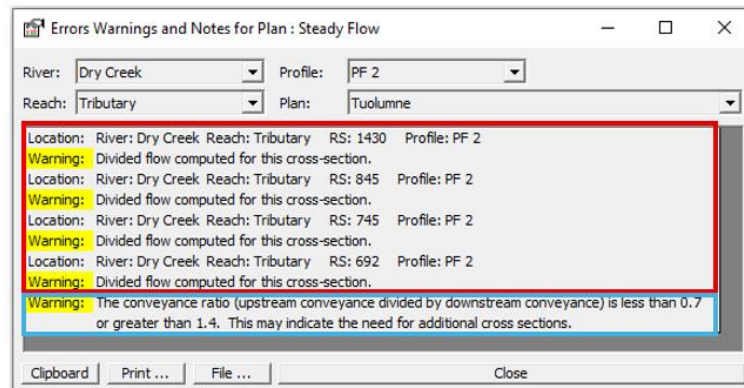 Errors Warnings and Notes for Plan : Steady Flow
River: Dry Creek Profile: PF 2
Reach: Tributary Plan: Tuolumne
Location: River: Dry Creek Reach: Tributary RS: 1430 Profile: PF 2
Warning: Divided flow computed for this cross-section.
Location: River: Dry Creek Reach: Tributary RS: 845 Profile: PF 2
Warning: Divided flow computed for this cross-section.
Location: River: Dry Creek Reach: Tributary RS: 745 Profile: PF 2
Warning: Divided flow computed for this cross-section.
Location: River: Dry Creek Reach: Tributary RS: 692 Profile: PF 2
Warning: Divided flow computed for this cross-section.
Warning: The conveyance ratio (upstream conveyance divided by downstream conveyance) is less than 0.7
or greater than 1.4. This may indicate the need for additional cross sections.
Clipboard Print ... File ... Close